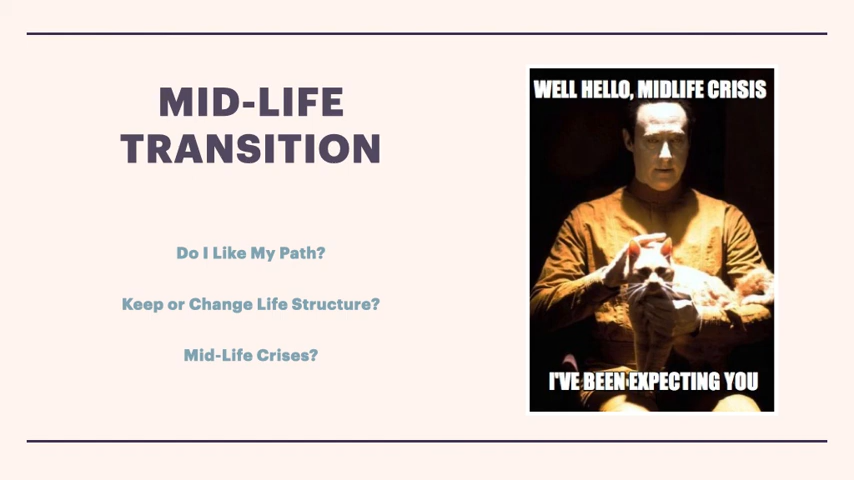 MID-LIFE
TRANSITION
Do I Like My Path?
Keep or Change Life Structure?
Mid-Life Crises?
WELL HELLO, MIDLIFE CRISIS
I'VE BEEN EXPECTING YOU